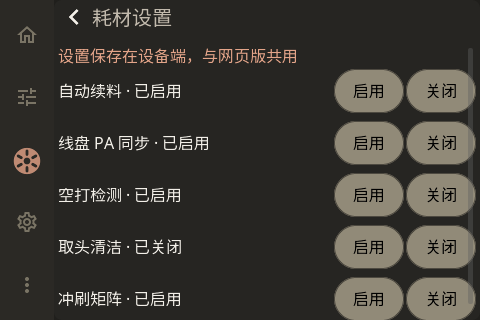 耗材设置
设置保存在设备端，与网页版共用
自动续料 · 已启用 启用 关闭
线盘 PA 同步 · 已启用 启用 关闭
空打检测 · 已启用 启用 关闭
取头清洁 · 已关闭 启用 关闭
冲刷矩阵 · 已启用 启用 关闭